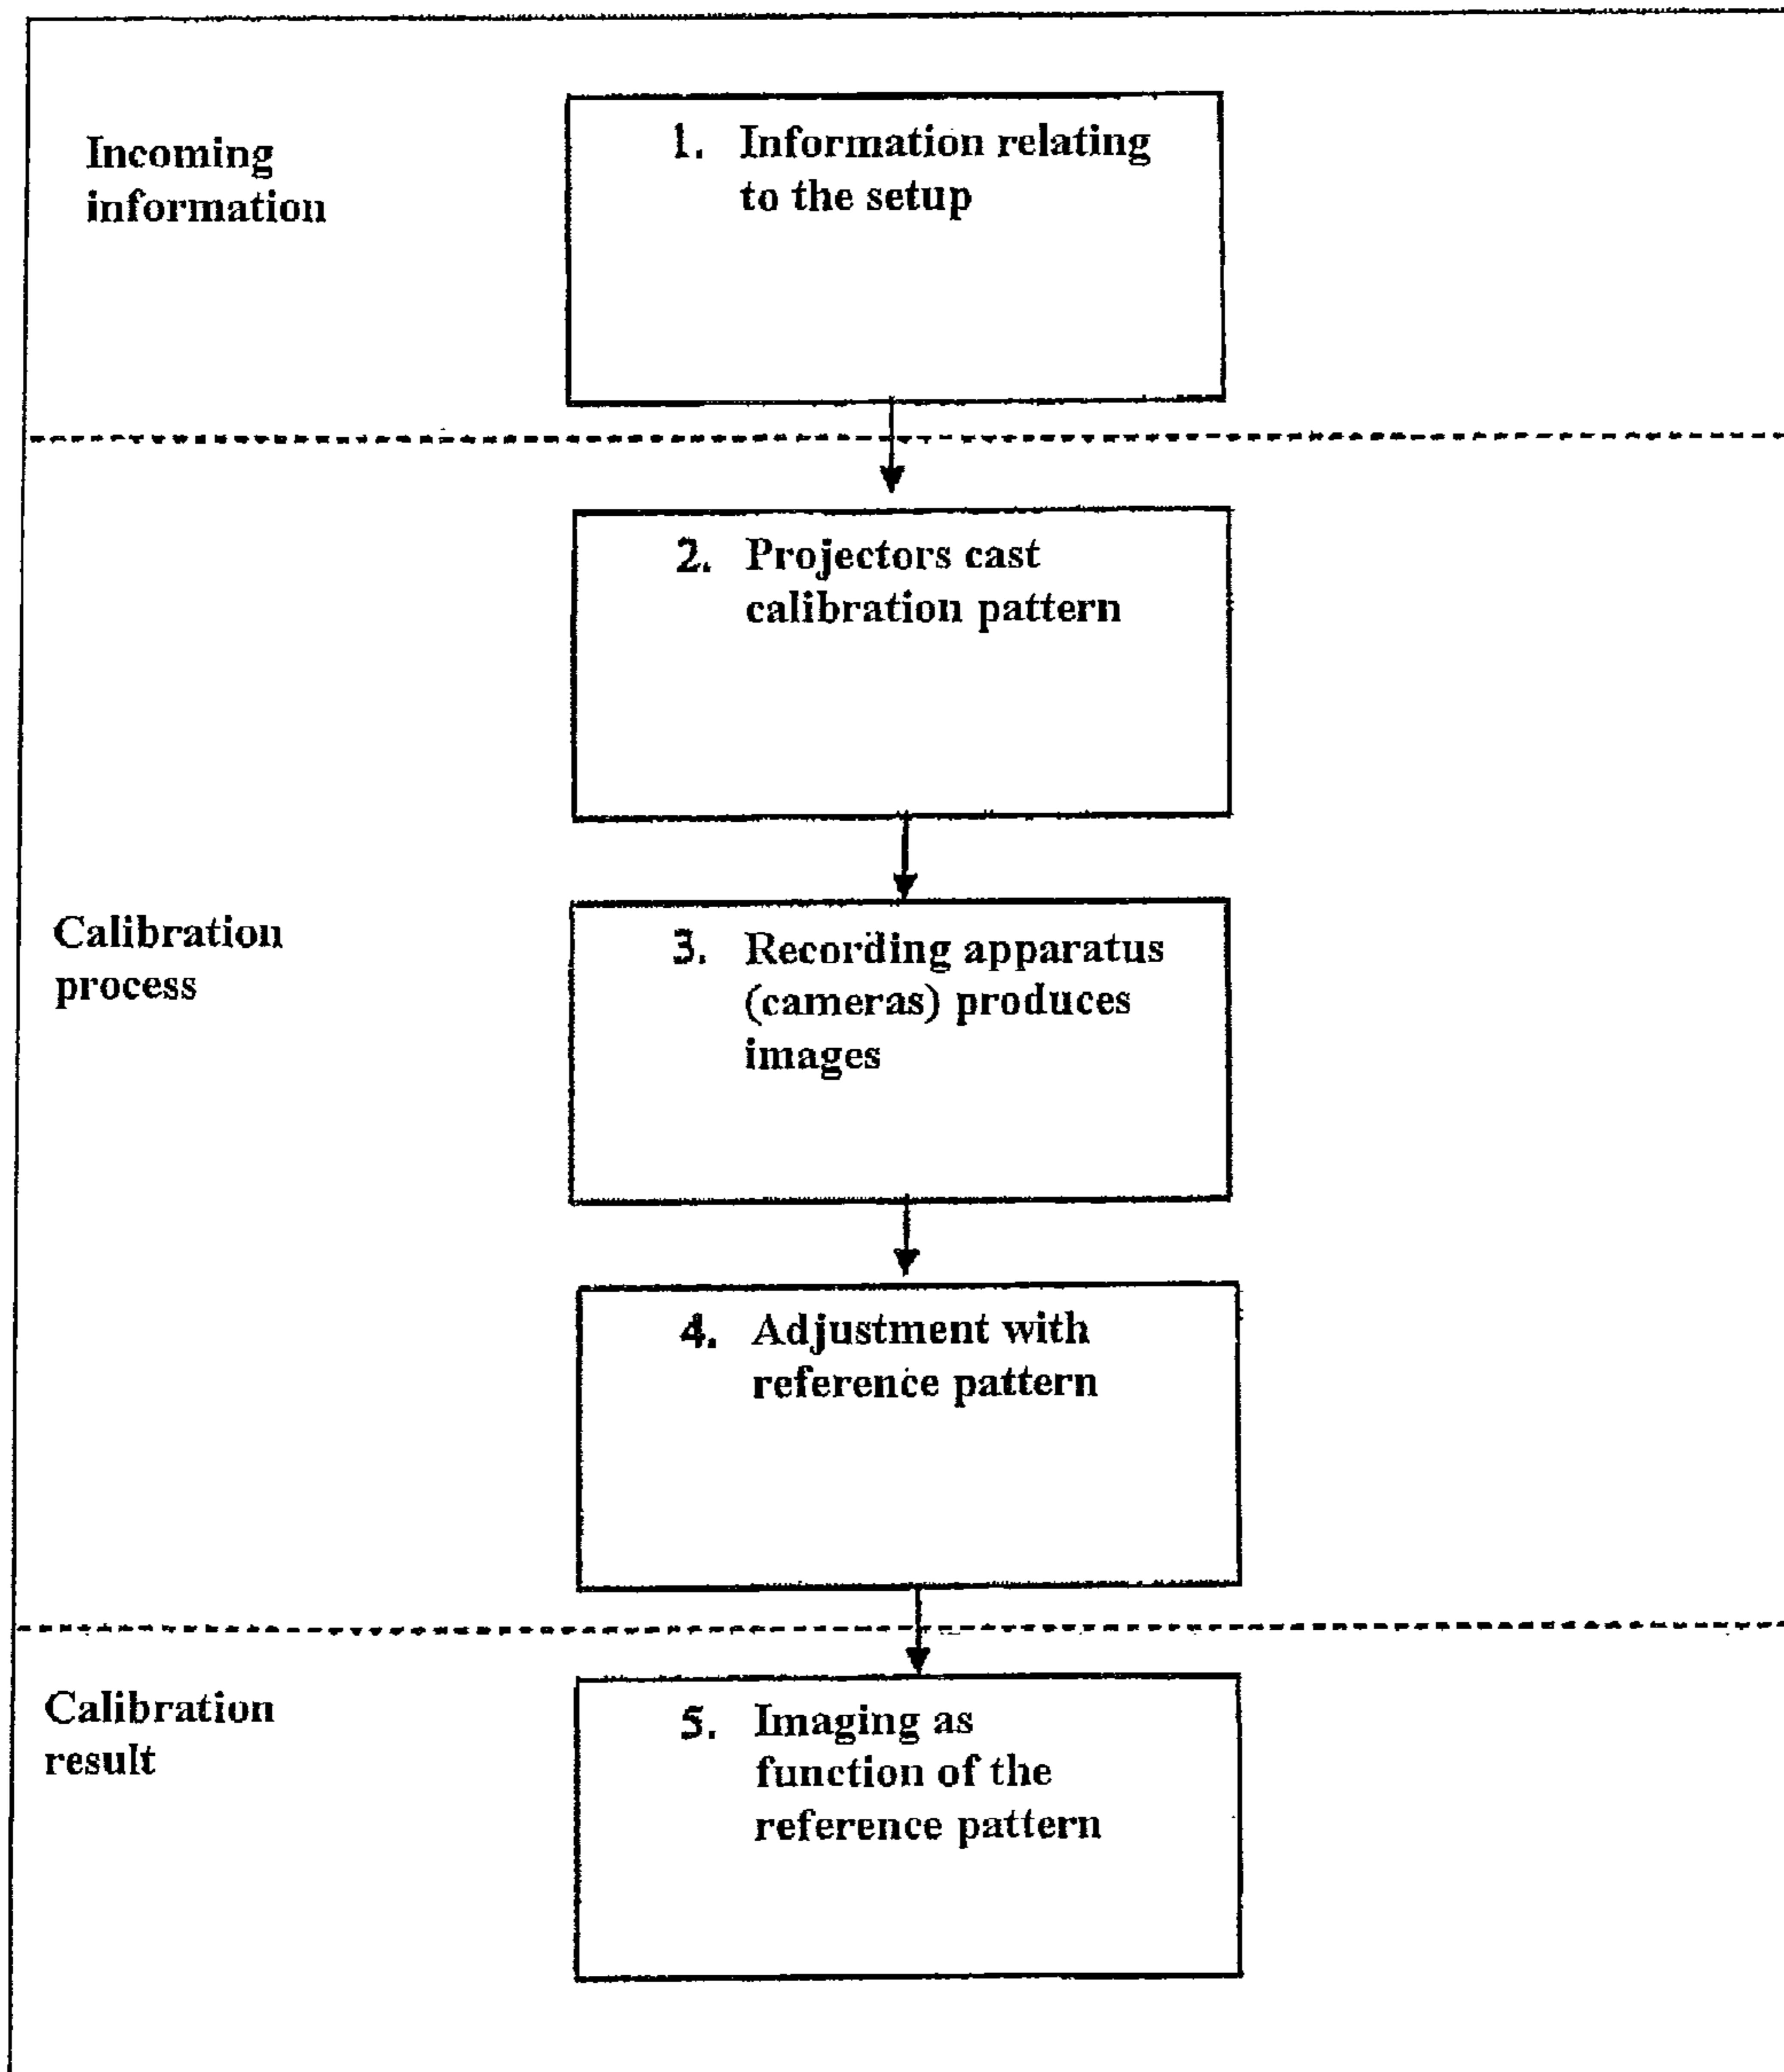 Incoming
information
1. Information relating
to the setup
2. Projectors cast
calibration pattern
Calibration
process
3. Recording apparatus
(cameras) produces
images
4. Adjustment with
reference pattern
Calibration
result
5. Imaging as
function of the
reference pattern